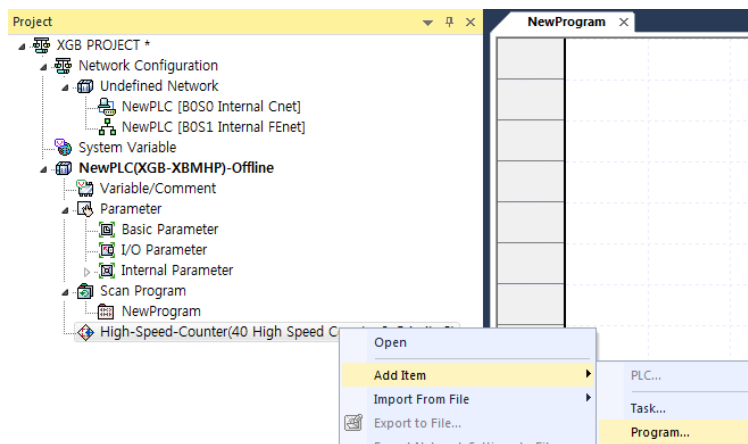 Project
NewProgram
XGB PROJECT *
Network Configuration
Undefined Network
NewPLC [B0S0 Internal Cnet]
NewPLC [B0S1 Internal FEnet]
System Variable
NewPLC(XGB-XBMHP)-Offline
Variable/Comment
Parameter
Basic Parameter
I/O Parameter
Internal Parameter
Scan Program
NewProgram
High-Speed-Counter(40 High Speed
Open
Add Item
Import From File
Export to File...
PLC...
Task...
Program...